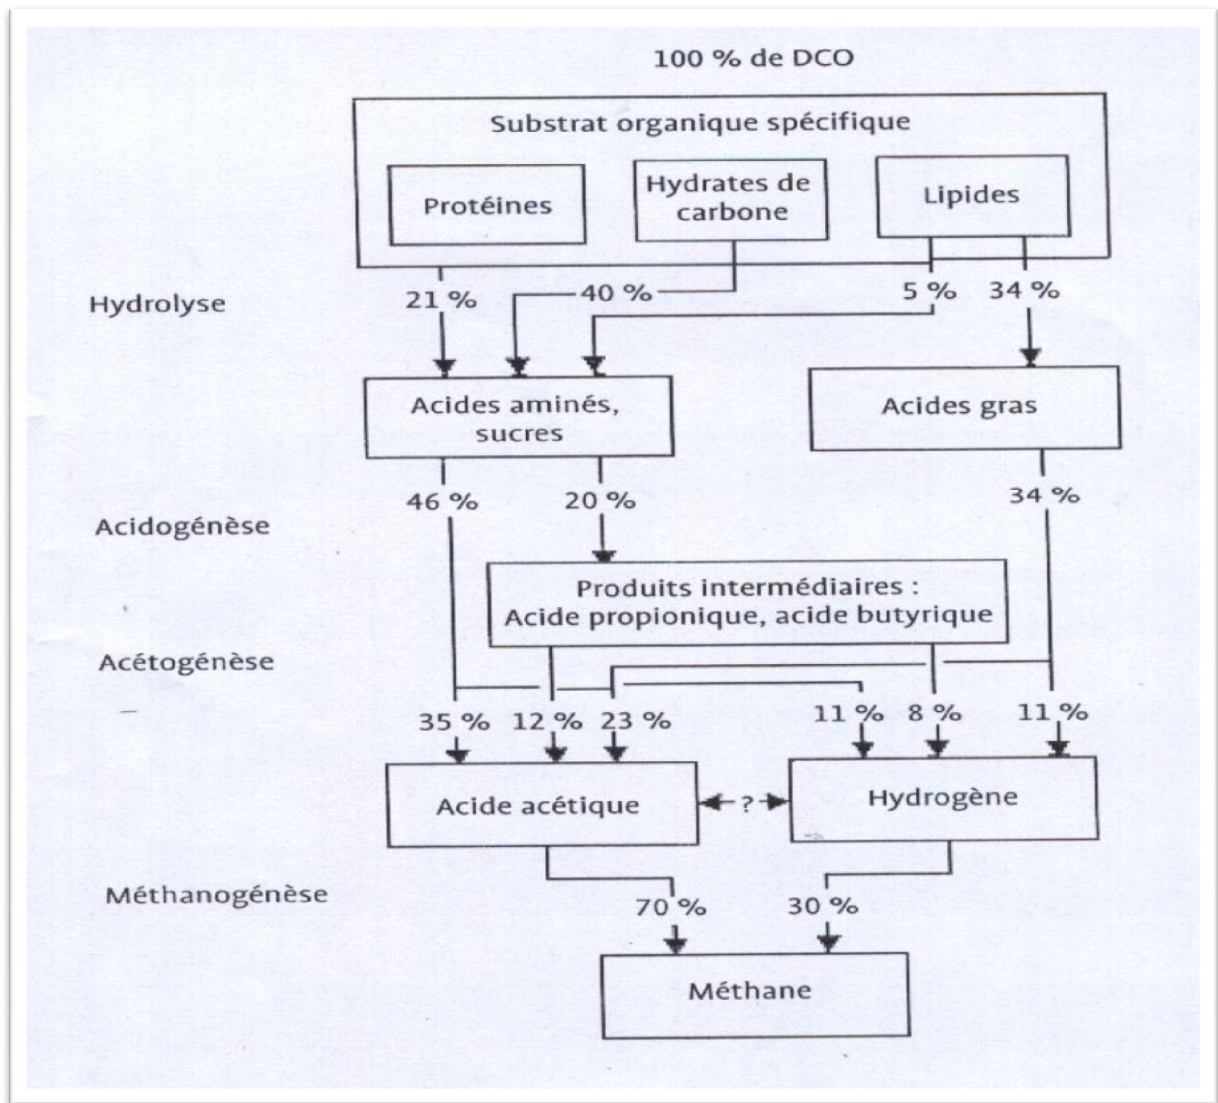 100 % de DCO
Substrat organique spécifique
Protéines
Hydrates de
carbone
Lipides
Hydrolyse
21 %
40 %
5 %
34 %
Acides aminés,
sucres
Acides gras
46 %
20 %
34 %
Acidogénèse
Produits intermédiaires :
Acide propionique, acide butyrique
Acétogénèse
35 %
12 %
23 %
11 %
8 %
11 %
Acide acétique
?
Hydrogène
Méthanogénèse
70 %
30 %
Méthane